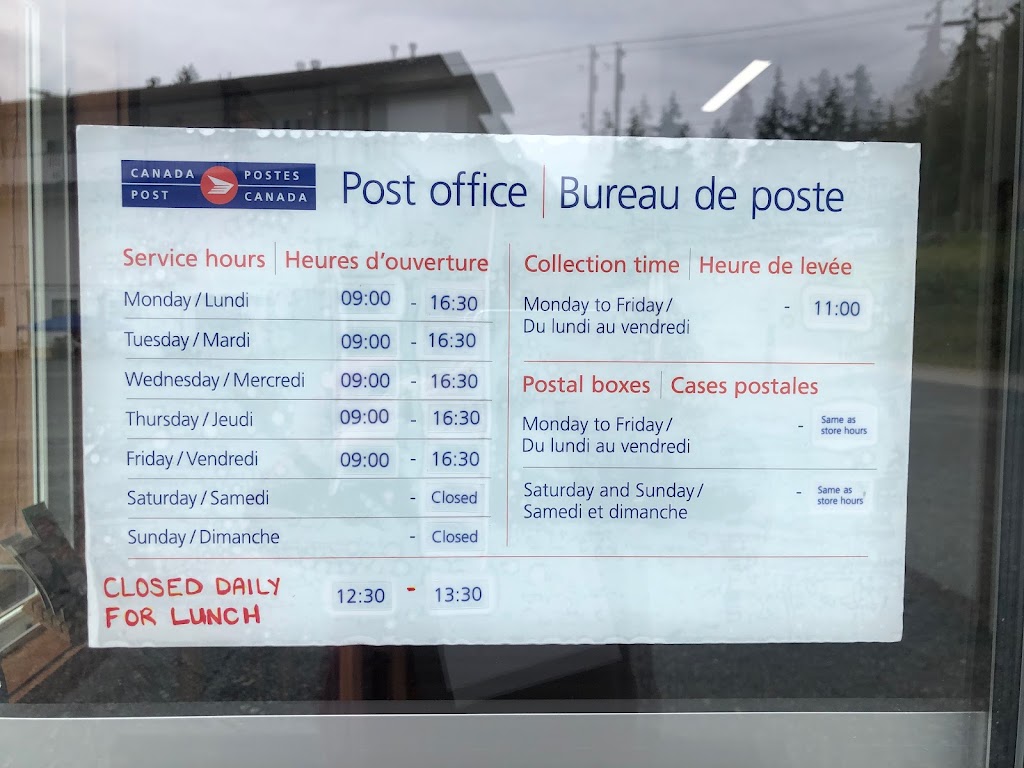 CANADA POST
POSTES CANADA
Post office | Bureau de poste
Service hours | Heures d'ouverture
Monday / Lundi 09:00 - 16:30
Tuesday / Mardi 09:00 - 16:30
Wednesday / Mercredi 09:00 - 16:30
Thursday / Jeudi 09:00 - 16:30
Friday / Vendredi 09:00 - 16:30
Saturday / Samedi - Closed
Sunday / Dimanche - Closed
CLOSED DAILY
FOR LUNCH
12:30 - 13:30
Collection time | Heure de levée
Monday to Friday /
Du lundi au vendredi
- 11:00
Postal boxes | Cases postales
Monday to Friday /
Du lundi au vendredi
- Same as
store hours
Saturday and Sunday /
Samedi et dimanche
- Same as
store hours